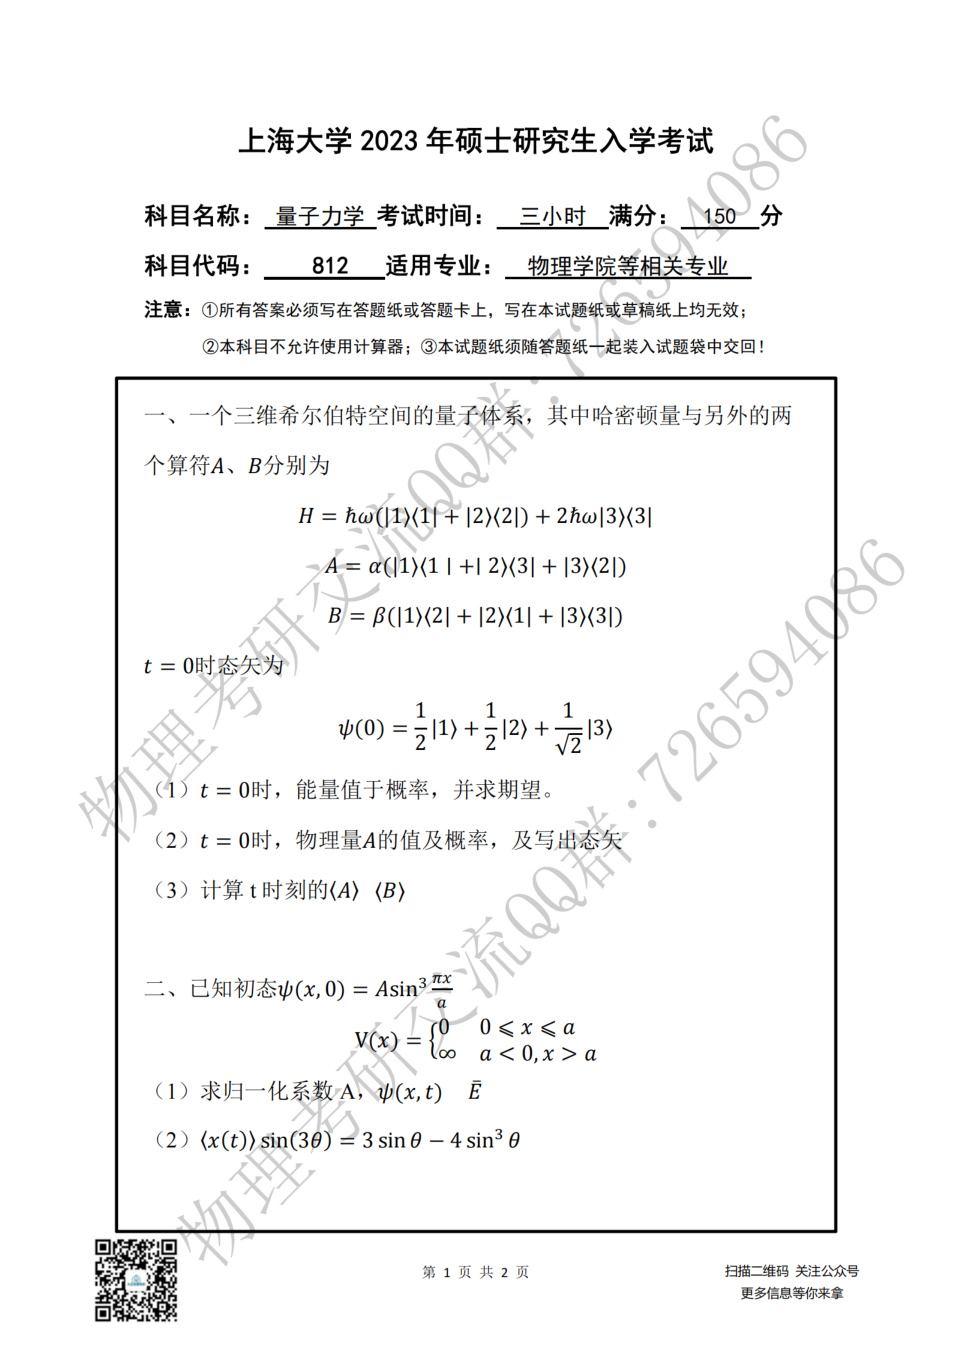 上海大学 2023 年硕士研究生入学考试
科目名称： 量子力学 考试时间： 三小时 满分： 150 分
科目代码： 812 适用专业： 物理学院等相关专业
注意：①所有答案必须写在答题纸或答题卡上，写在本试题纸或草稿纸上均无效；
②本科目不允许使用计算器；③本试题纸须随答题纸一起装入试题袋中交回！
一、一个三维希尔伯特空间的量子体系，其中哈密顿量与另外的两
个算符A、B分别为
H = ℏω(|1⟩⟨1| + |2⟩⟨2|) + 2ℏω|3⟩⟨3|
A = α(|1⟩⟨1 | +| 2⟩⟨3| + |3⟩⟨2|)
B = β(|1⟩⟨2| + |2⟩⟨1| + |3⟩⟨3|)
t = 0时态矢为
ψ(0) = 1/2|1⟩ + 1/2|2⟩ + 1/√2|3⟩
（1）t = 0时，能量值于概率，并求期望。
（2）t = 0时，物理量A的值及概率，及写出态矢
（3）计算 t 时刻的⟨A⟩ ⟨B⟩
二、已知初态ψ(x, 0) = Asin³ πx/a
V(x) = {0 0 ⩽ x ⩽ a
∞ a < 0, x > a
（1）求归一化系数 A，ψ(x, t) Ē
（2）⟨x(t)⟩ sin(3θ) = 3 sin θ − 4 sin³ θ
第 1 页 共 2 页
扫描二维码 关注公众号
更多信息等你来拿
物理考研交流QQ群：726594086
物理考研交流QQ群：726594086